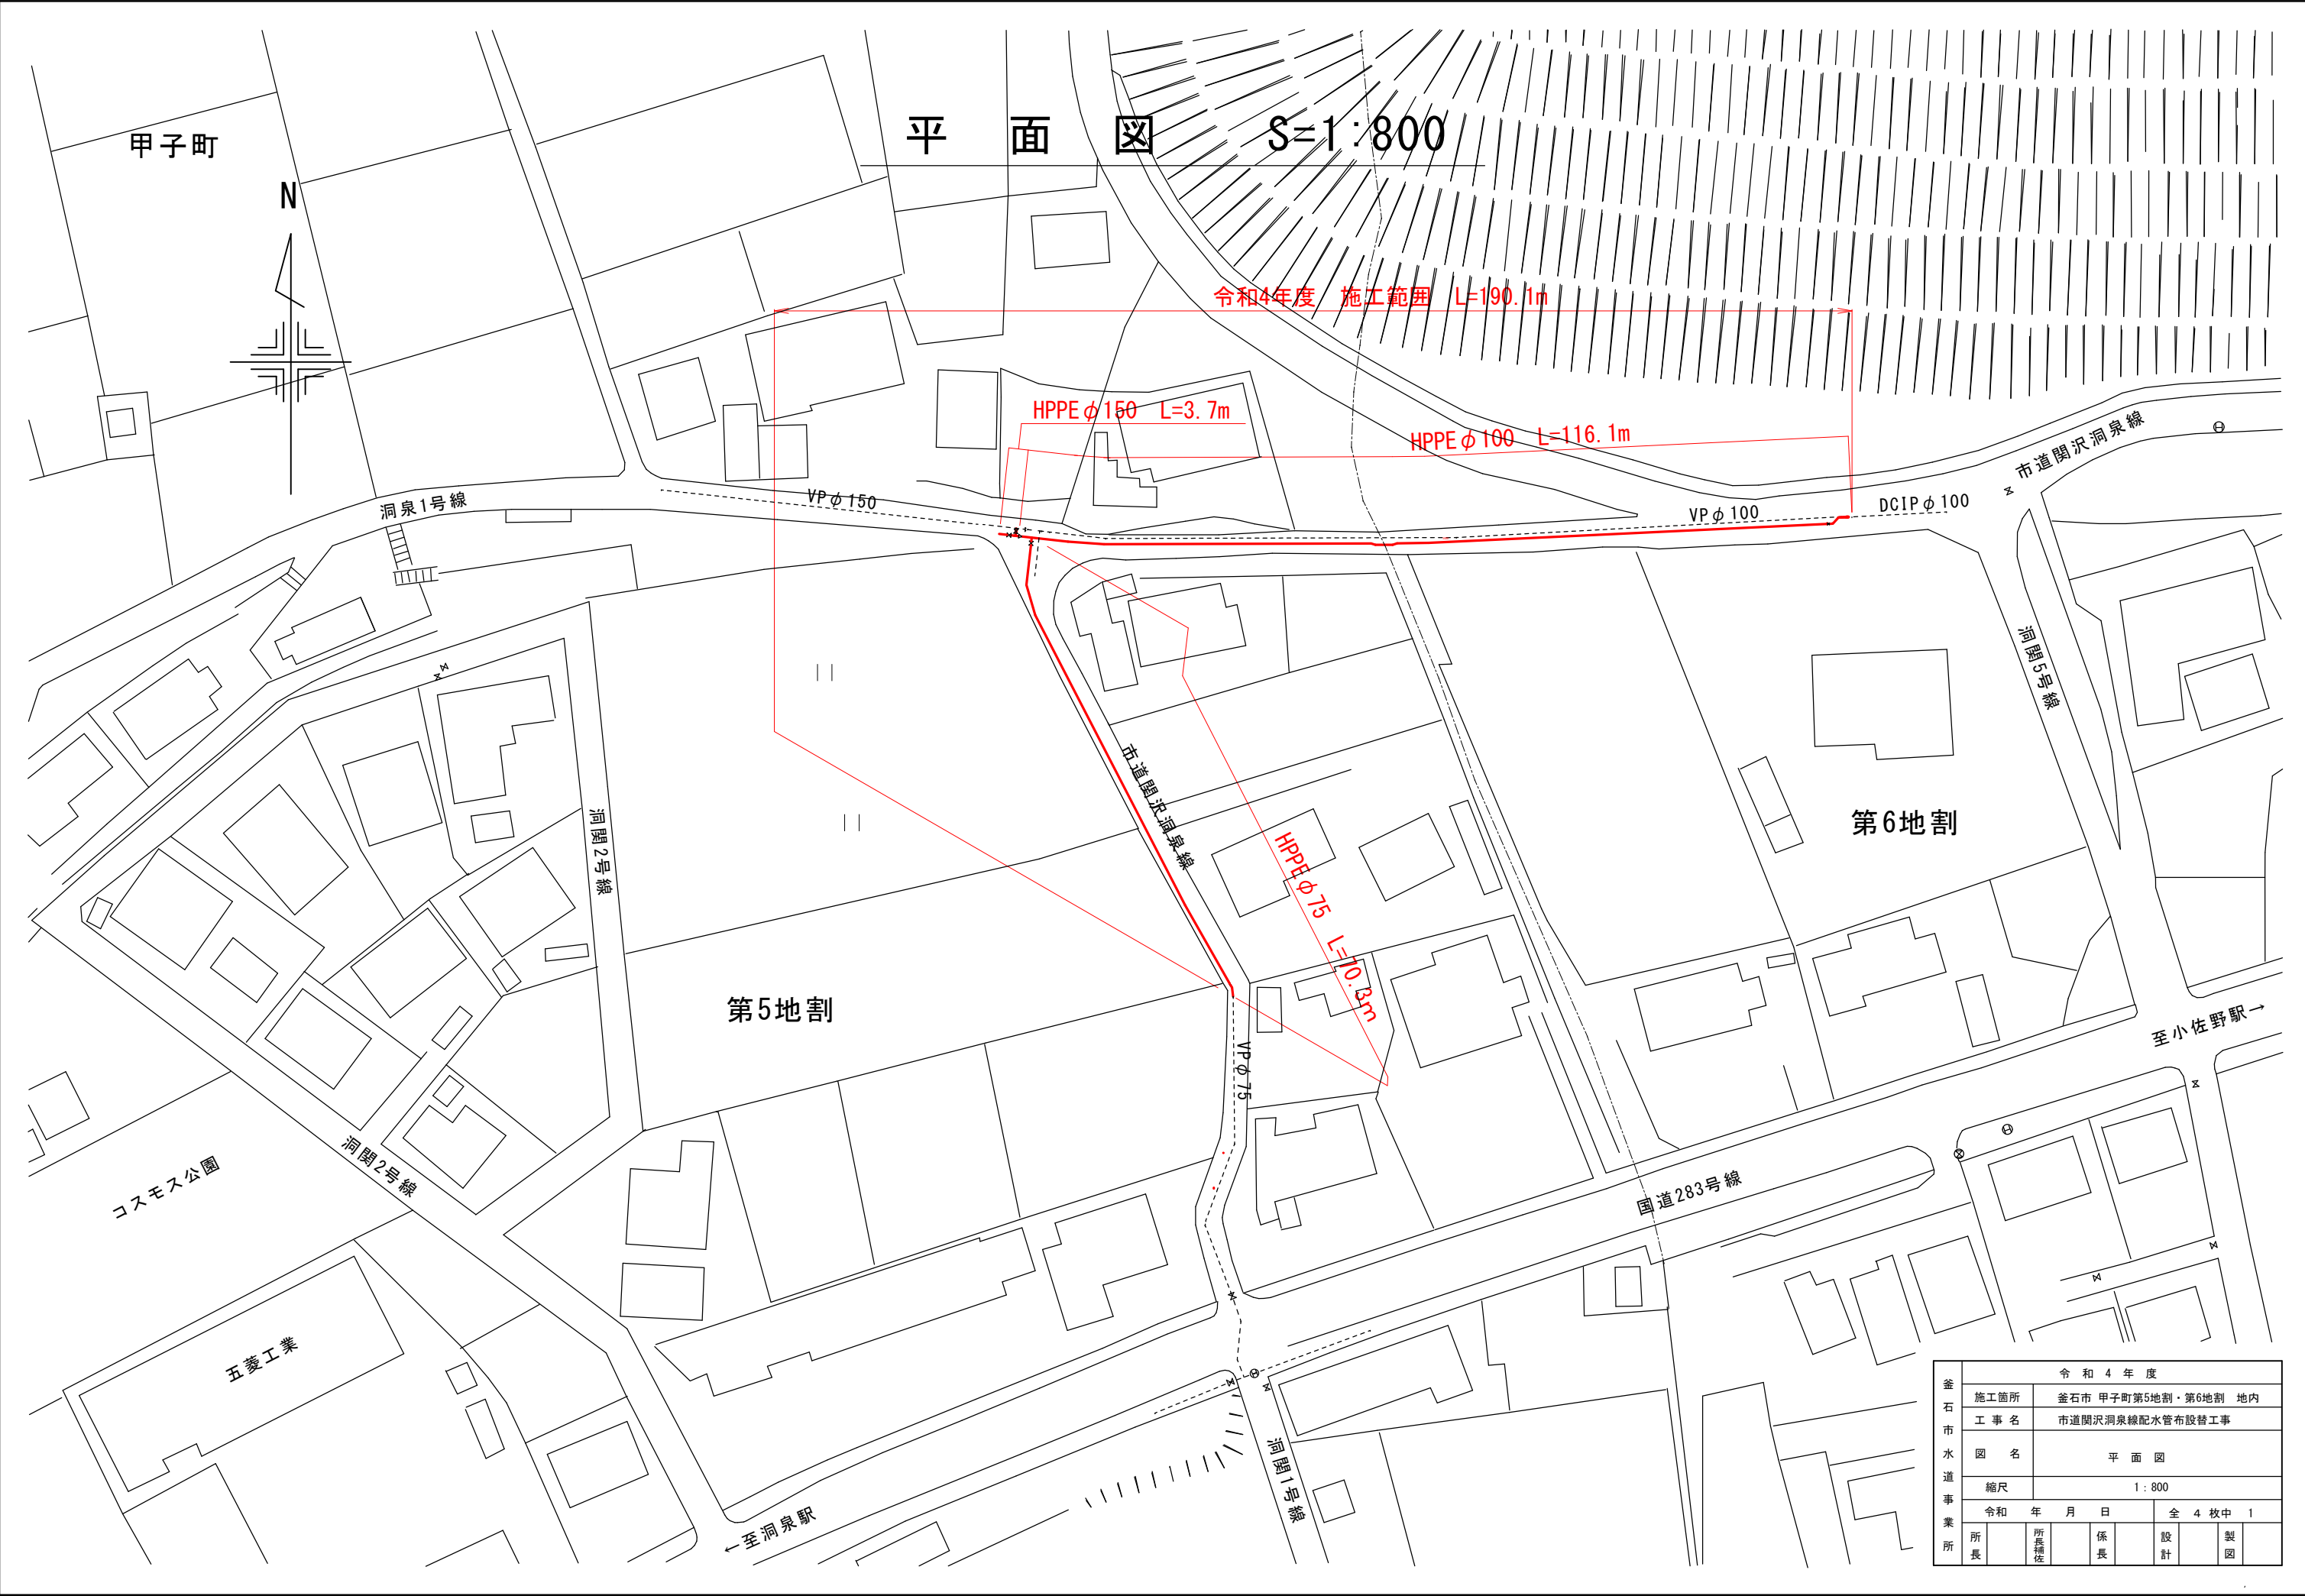 平　面　図　　S=1:800
甲子町
N
令和4年度　施工範囲　L=190.1m
HPPEφ150　L=3.7m
HPPEφ100　L=116.1m
市道関沢洞泉線
洞泉1号線
VPφ150
VPφ100
DCIPφ100
洞関5号線
市道関沢洞泉線
洞関2号線
第6地割
HPPEφ75　L=70.3m
第5地割
至小佐野駅→
VPφ75
洞関2号線
コスモス公園
国道283号線
五菱工業
洞関1号線
←至洞泉駅
釜石市水道事業所
令和4年度
施工箇所　釜石市 甲子町第5地割・第6地割　地内
工事名　市道関沢洞泉線配水管布設替工事
図　名　平面図
縮尺　1:800
令和　年　月　日　全 4 枚中 1
所長　所長補佐　係長　設計　製図